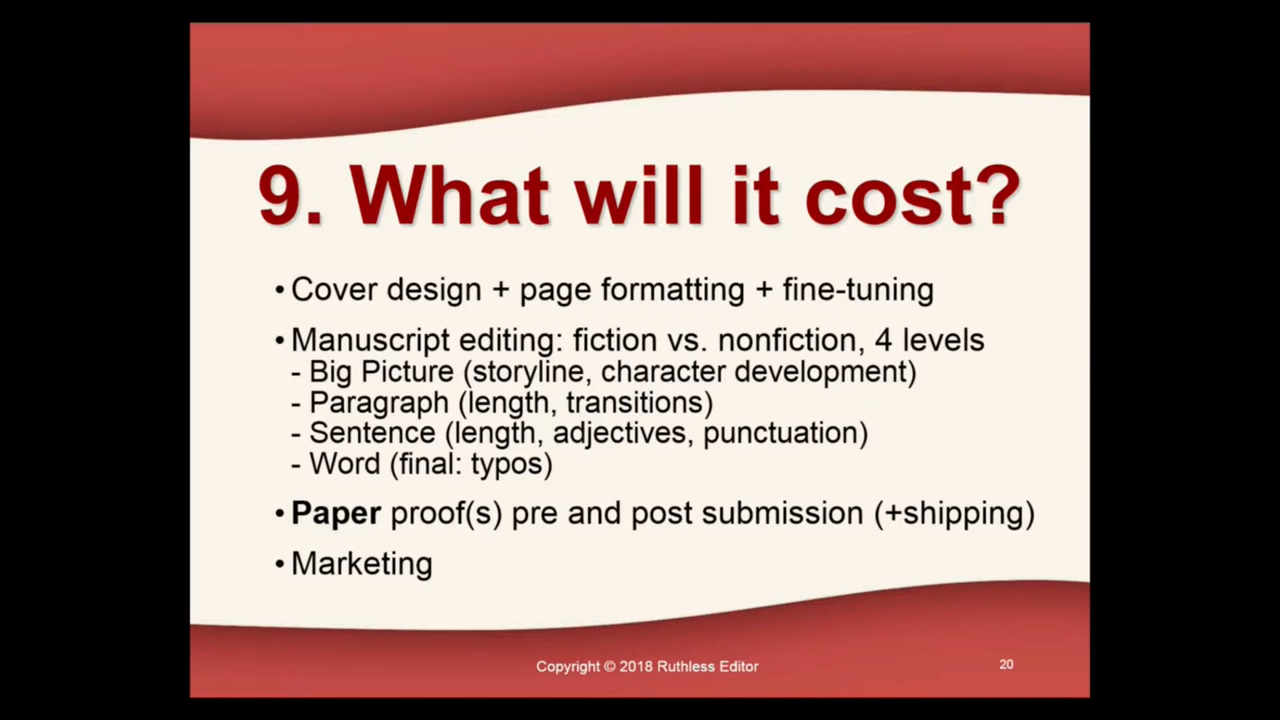 9. What will it cost?
•Cover design + page formatting + fine-tuning
•Manuscript editing: fiction vs. nonfiction, 4 levels
- Big Picture (storyline, character development)
- Paragraph (length, transitions)
- Sentence (length, adjectives, punctuation)
- Word (final: typos)
•Paper proof(s) pre and post submission (+shipping)
•Marketing
Copyright © 2018 Ruthless Editor
20